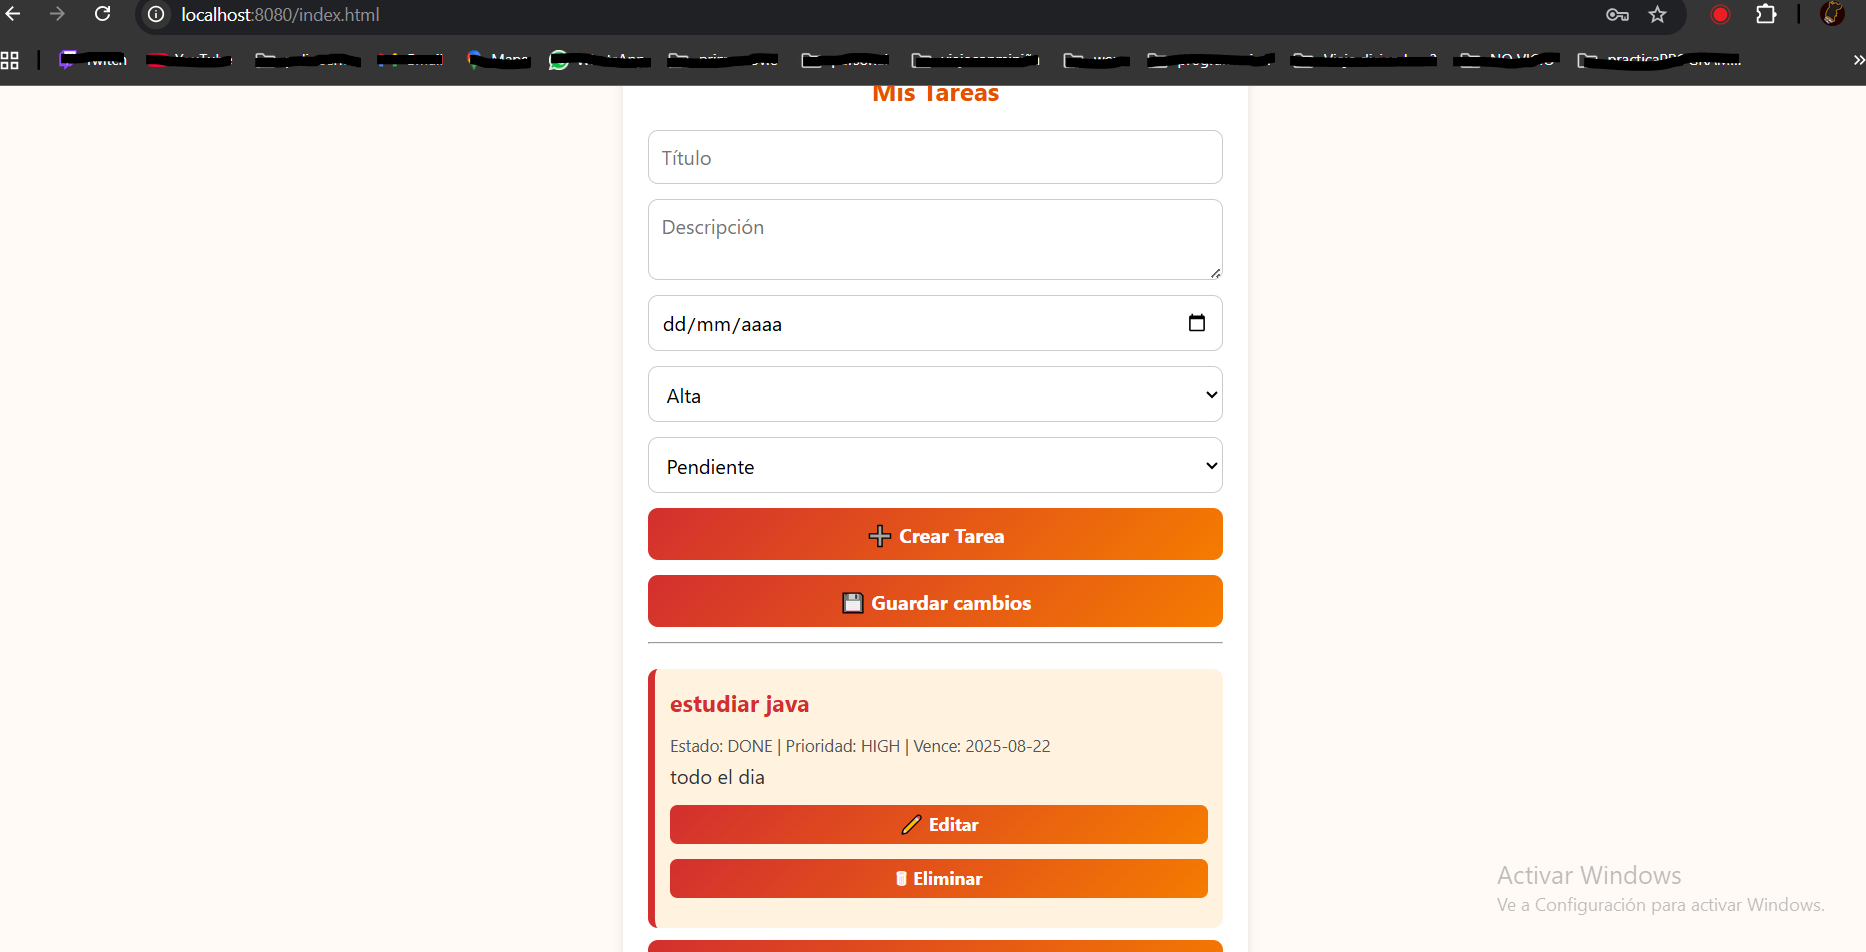 localhost:8080/index.html
Mis Tareas
Título
Descripción
dd/mm/aaaa
Alta
Pendiente
➕ Crear Tarea
💾 Guardar cambios
estudiar java
Estado: DONE | Prioridad: HIGH | Vence: 2025-08-22
todo el dia
✏️ Editar
🗑 Eliminar
Activar Windows
Ve a Configuración para activar Windows.